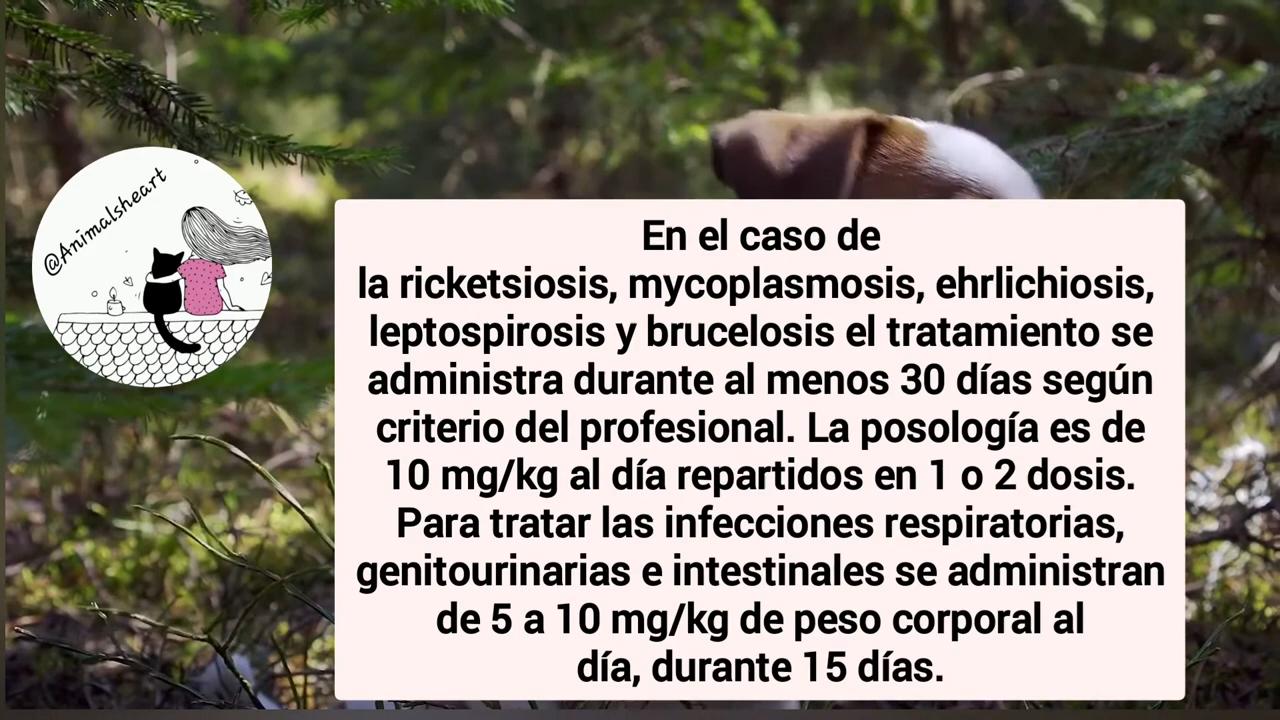 @Animalsheart
En el caso de
la ricketsiosis, mycoplasmosis, ehrlichiosis,
leptospirosis y brucelosis el tratamiento se
administra durante al menos 30 días según
criterio del profesional. La posología es de
10 mg/kg al día repartidos en 1 o 2 dosis.
Para tratar las infecciones respiratorias,
genitourinarias e intestinales se administran
de 5 a 10 mg/kg de peso corporal al
día, durante 15 días.